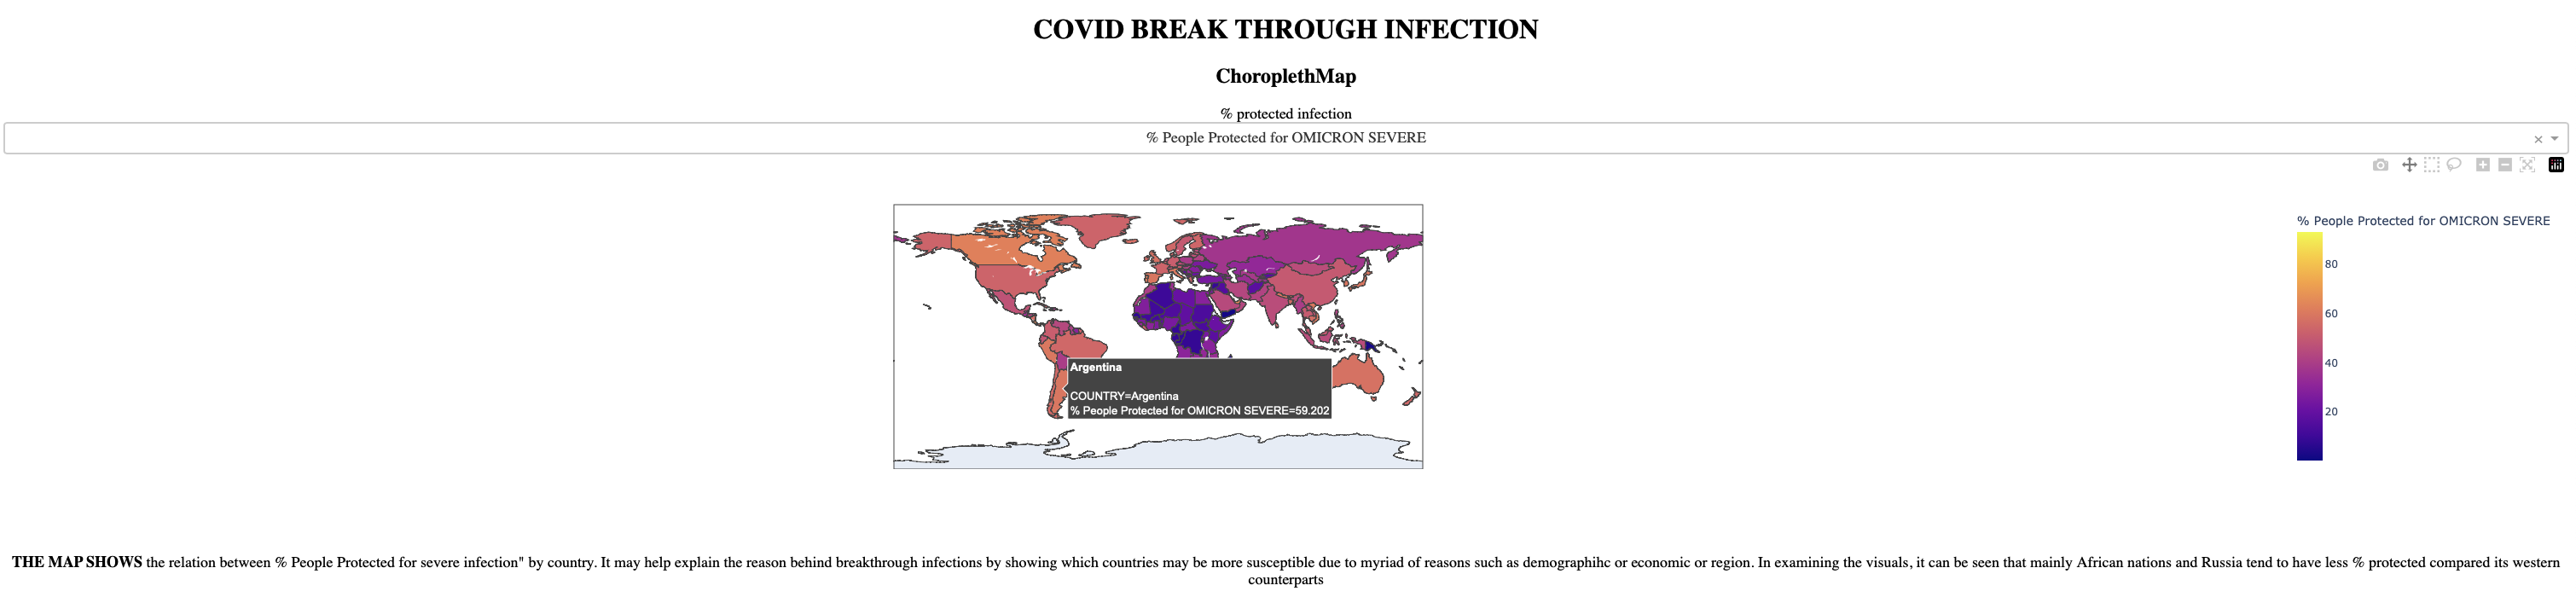 COVID BREAK THROUGH INFECTION
ChoroplethMap
% protected infection
% People Protected for OMICRON SEVERE
% People Protected for OMICRON SEVERE
80
60
40
20
Argentina
COUNTRY=Argentina
% People Protected for OMICRON SEVERE=59.202
THE MAP SHOWS the relation between % People Protected for severe infection" by country. It may help explain the reason behind breakthrough infections by showing which countries may be more susceptible due to myriad of reasons such as demographihc or economic or region. In examining the visuals, it can be seen that mainly African nations and Russia tend to have less % protected compared its western
counterparts